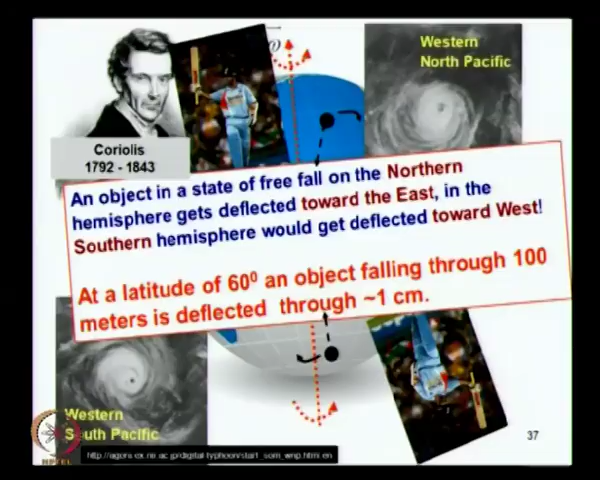 Western
North Pacific
Coriolis
1792 - 1843
An object in a state of free fall on the Northern
hemisphere gets deflected toward the East, in the
Southern hemisphere would get deflected toward West!
At a latitude of 60⁰ an object falling through 100
meters is deflected through ~1 cm.
Western
South Pacific
37
NPTEL